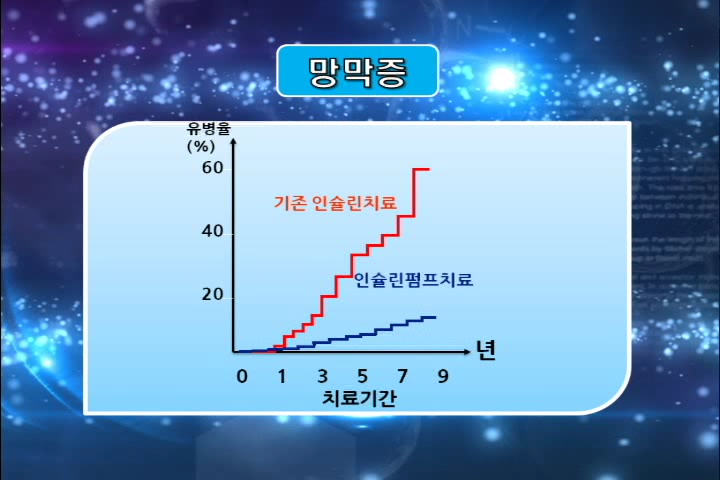 망막증
유병율
(%)
60
기존 인슐린치료
40
인슐린펌프치료
20
년
0 1 3 5 7 9
치료기간